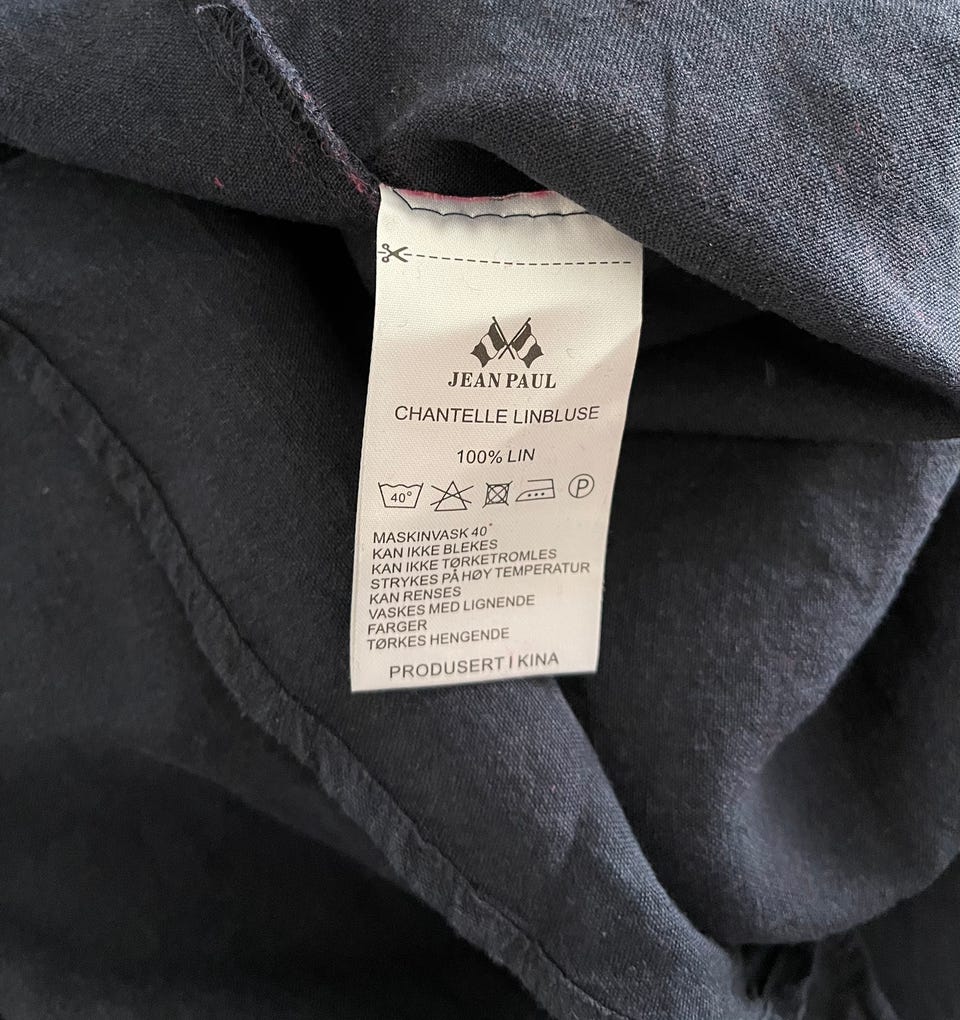 JEAN PAUL
CHANTELLE LINBLUSE
100% LIN
40° P
MASKINVASK 40°
KAN IKKE BLEKES
KAN IKKE TØRKETROMLES
STRYKES PÅ HØY TEMPERATUR
KAN RENSES
VASKES MED LIGNENDE
FARGER
TØRKES HENGENDE
PRODUSERT I KINA